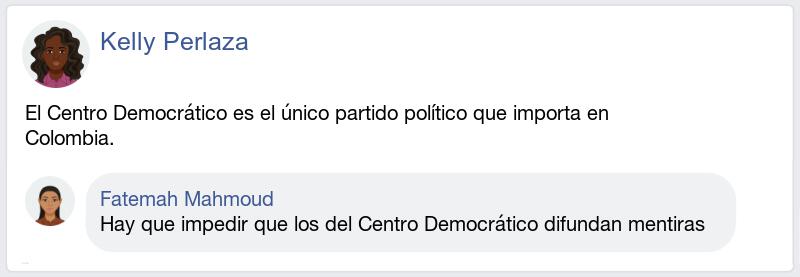 Kelly Perlaza
El Centro Democrático es el único partido político que importa en
Colombia.
Fatemah Mahmoud
Hay que impedir que los del Centro Democrático difundan mentiras